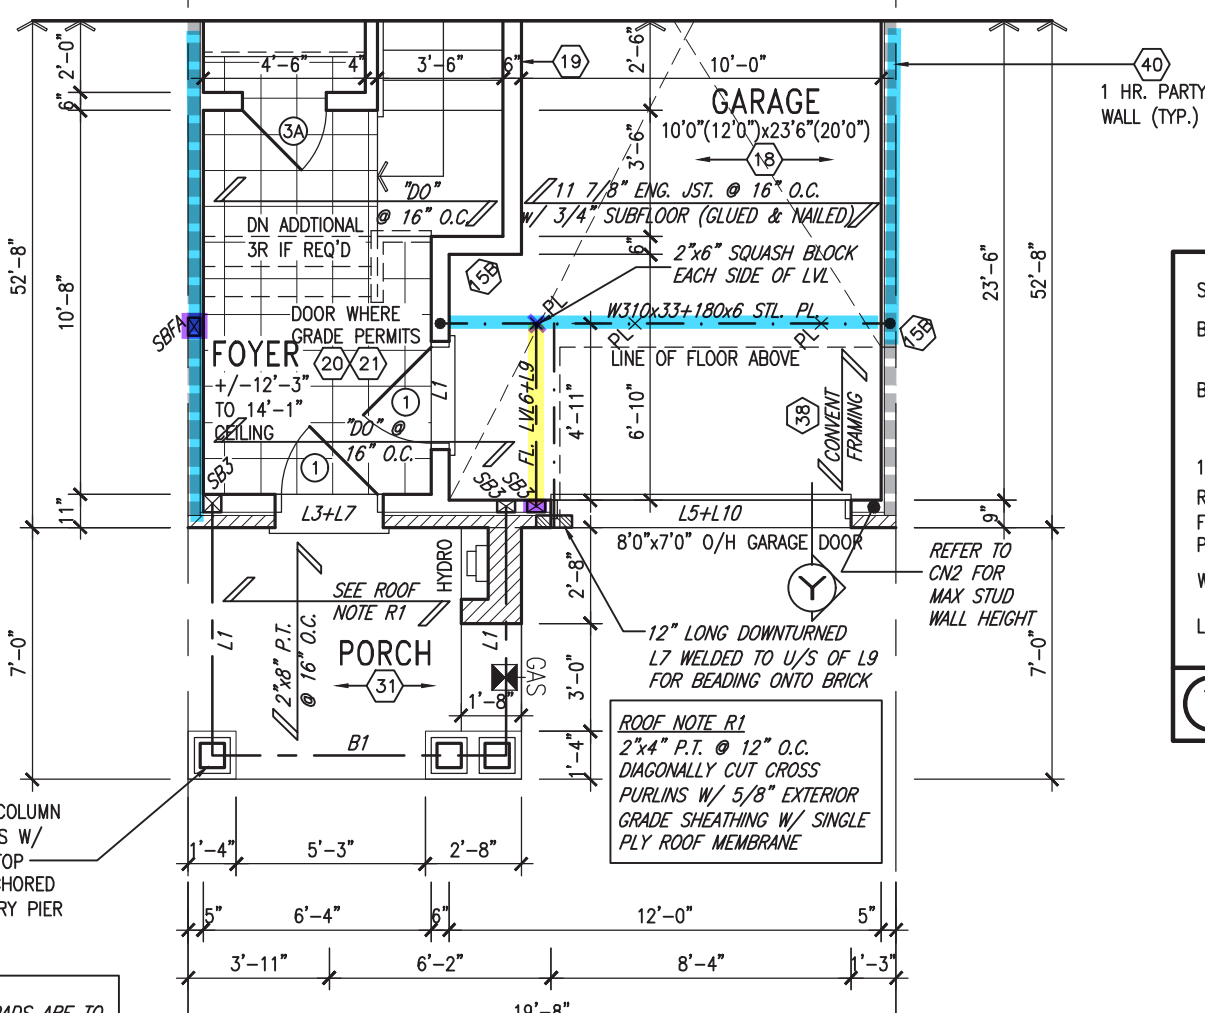 2'-0"
6"
4'-6"
4"
3'-6"
6"
19
2'-6"
10'-0"
40
1 HR. PARTY
WALL (TYP.)
GARAGE
10'0"(12'0")x23'6"(20'0")
3A
3'-6"
18
"DO"
@ 16" O.C.
11 7/8" ENG. JST. @ 16" O.C.
W/ 3/4" SUBFLOOR (GLUED & NAILED)
DN ADDTIONAL
3R IF REQ'D
6"
2"x6" SQUASH BLOCK
EACH SIDE OF LVL
15B
52'-8"
10'-8"
23'-6"
52'-8"
PL
W310x33+180x6 STL. PL.
PL
PL
15B
SBFA
DOOR WHERE
GRADE PERMITS
LINE OF FLOOR ABOVE
FOYER
20
21
+/-12'-3"
TO 14'-1"
CEILING
1
L1
FL. LVL6+L9
4'-11"
6'-10"
38
CONVENT
FRAMING
"DO" @
16" O.C.
1
SB3
SB3
SB3
11"
9"
L3+L7
L5+L10
8'0"x7'0" O/H GARAGE DOOR
HYDRO
REFER TO
CN2 FOR
MAX STUD
WALL HEIGHT
SEE ROOF
NOTE R1
2'-8"
Y
7'-0"
L1
2"x8" P.T.
@ 16" O.C.
PORCH
31
L1
GAS
12" LONG DOWNTURNED
L7 WELDED TO U/S OF L9
FOR BEADING ONTO BRICK
3'-0"
7'-0"
1'-8"
ROOF NOTE R1
2"x4" P.T. @ 12" O.C.
DIAGONALLY CUT CROSS
PURLINS W/ 5/8" EXTERIOR
GRADE SHEATHING W/ SINGLE
PLY ROOF MEMBRANE
B1
1'-4"
COLUMN
S W/
TOP
CHORED
RY PIER
1'-4"
5'-3"
2'-8"
5"
6'-4"
6"
12'-0"
5"
3'-11"
6'-2"
8'-4"
1'-3"
19'-8"
S
B
B
1
R
F
P
W
L